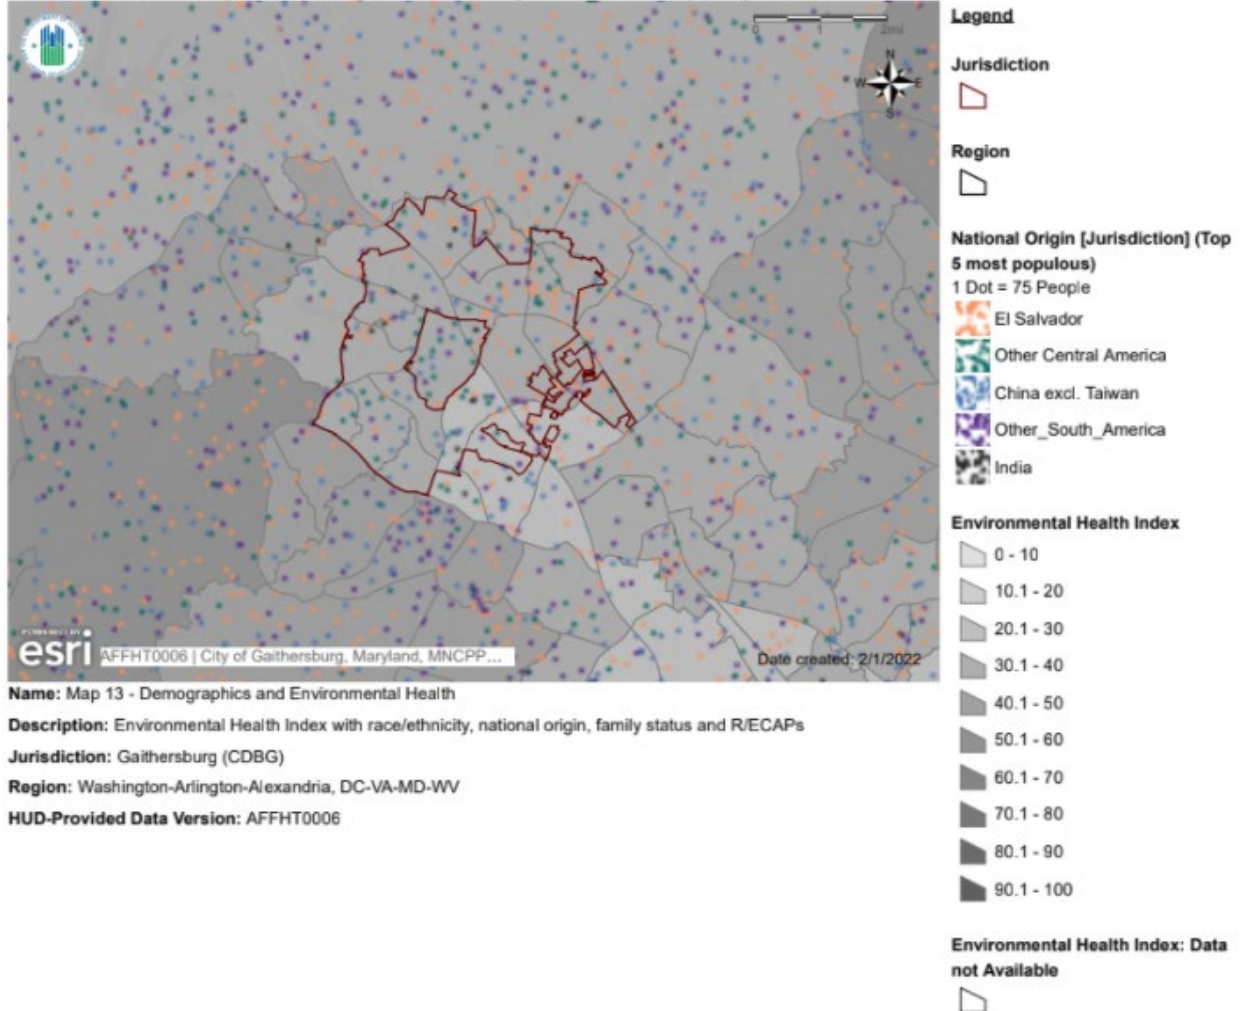 0 1 2mi
N
W E
S
POWERED BY
esri
AFFHT0006 | City of Gaithersburg, Maryland, MNCPP...
Date created: 2/1/2022
Name: Map 13 - Demographics and Environmental Health
Description: Environmental Health Index with race/ethnicity, national origin, family status and R/ECAPs
Jurisdiction: Gaithersburg (CDBG)
Region: Washington-Arlington-Alexandria, DC-VA-MD-WV
HUD-Provided Data Version: AFFHT0006
Legend
Jurisdiction
Region
National Origin [Jurisdiction] (Top
5 most populous)
1 Dot = 75 People
El Salvador
Other Central America
China excl. Taiwan
Other_South_America
India
Environmental Health Index
0 - 10
10.1 - 20
20.1 - 30
30.1 - 40
40.1 - 50
50.1 - 60
60.1 - 70
70.1 - 80
80.1 - 90
90.1 - 100
Environmental Health Index: Data
not Available